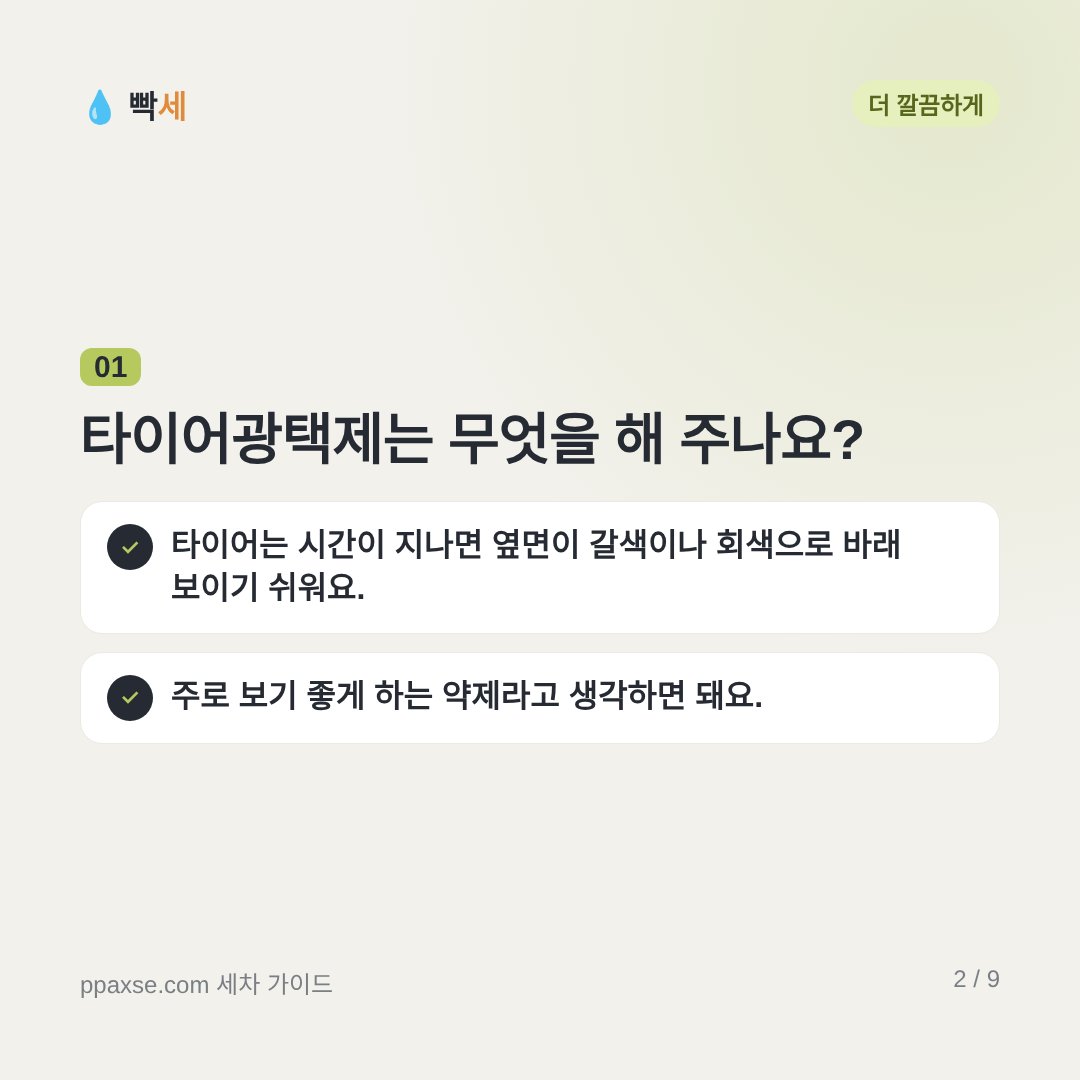 빡세
더 깔끔하게
01
타이어광택제는 무엇을 해 주나요?
타이어는 시간이 지나면 옆면이 갈색이나 회색으로 바래
보이기 쉬워요.
주로 보기 좋게 하는 약제라고 생각하면 돼요.
ppaxse.com 세차 가이드
2 / 9